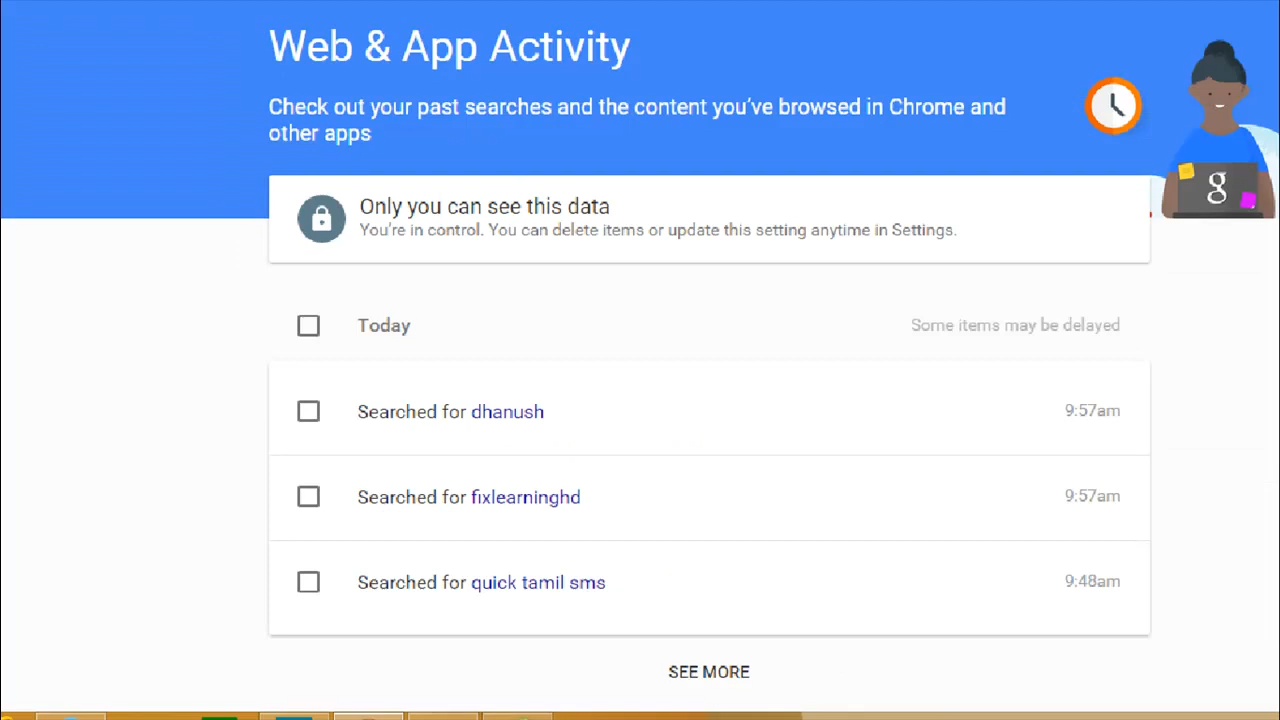 Web & App Activity
Check out your past searches and the content you've browsed in Chrome and
other apps
g
Only you can see this data
You're in control. You can delete items or update this setting anytime in Settings.
Today
Some items may be delayed
Searched for dhanush
9:57am
Searched for fixlearninghd
9:57am
Searched for quick tamil sms
9:48am
SEE MORE